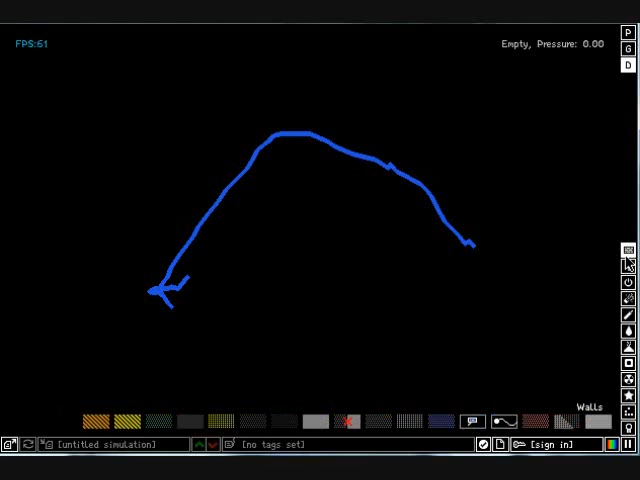 FPS:61
Empty, Pressure: 0.00
P
G
D
Walls
[untitled simulation]
[no tags set]
[sign in]